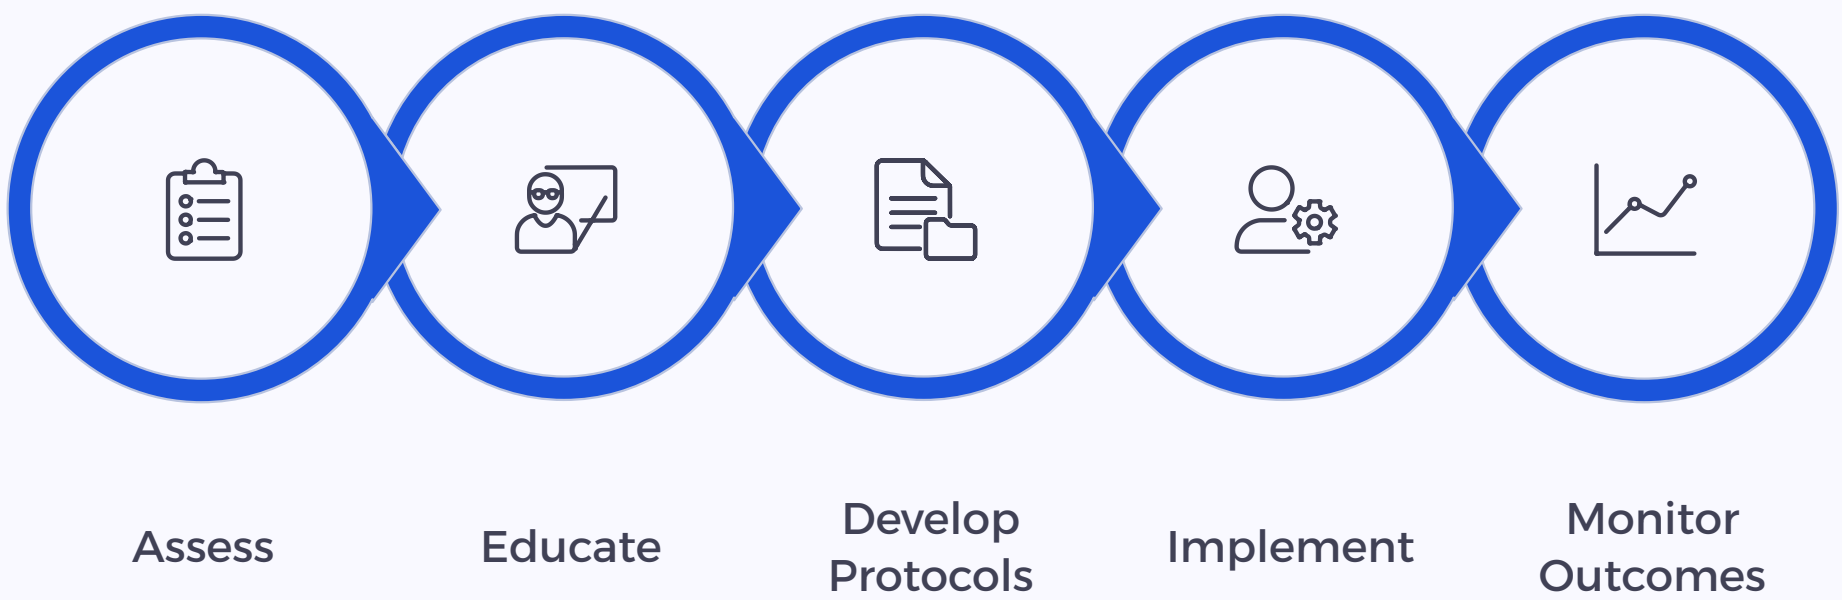 Assess
Educate
Develop
Protocols
Implement
Monitor
Outcomes